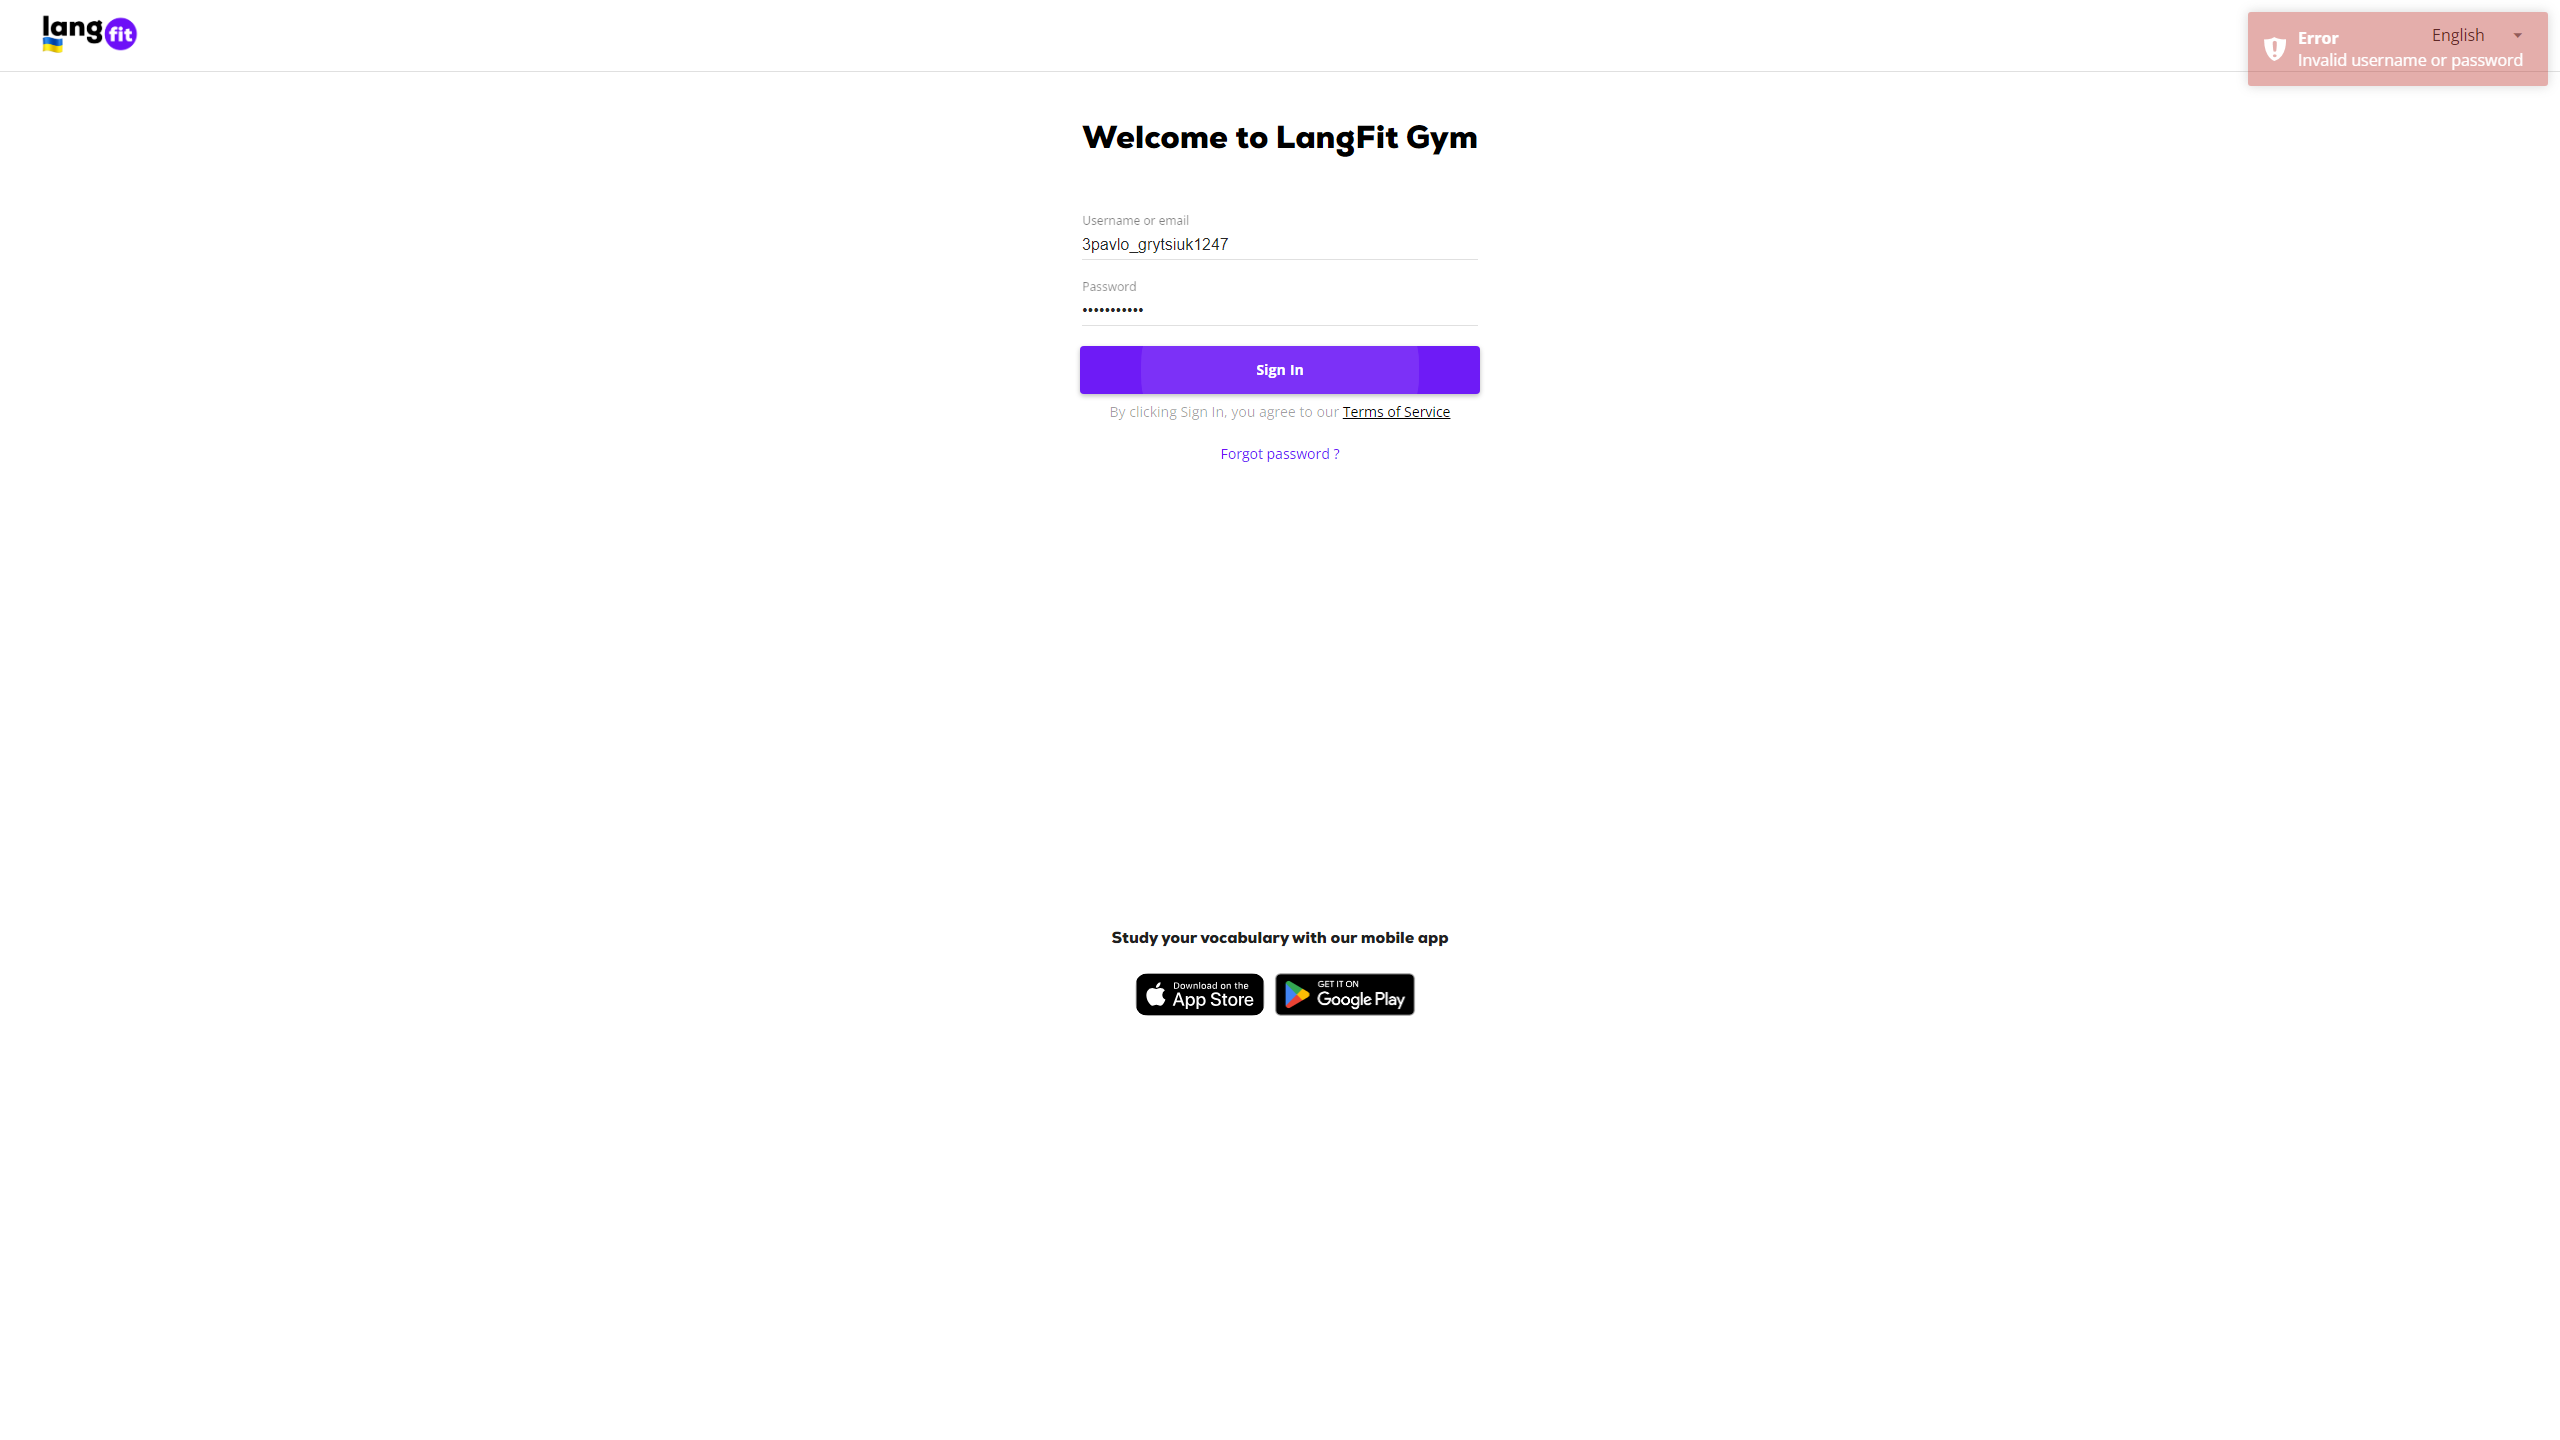 lang fit
English
Error
Invalid username or password
Welcome to LangFit Gym
Username or email
3pavlo_grytsiuk1247
Password
•••••••••••
Sign In
By clicking Sign In, you agree to our Terms of Service
Forgot password ?
Study your vocabulary with our mobile app
Download on the
App Store
GET IT ON
Google Play